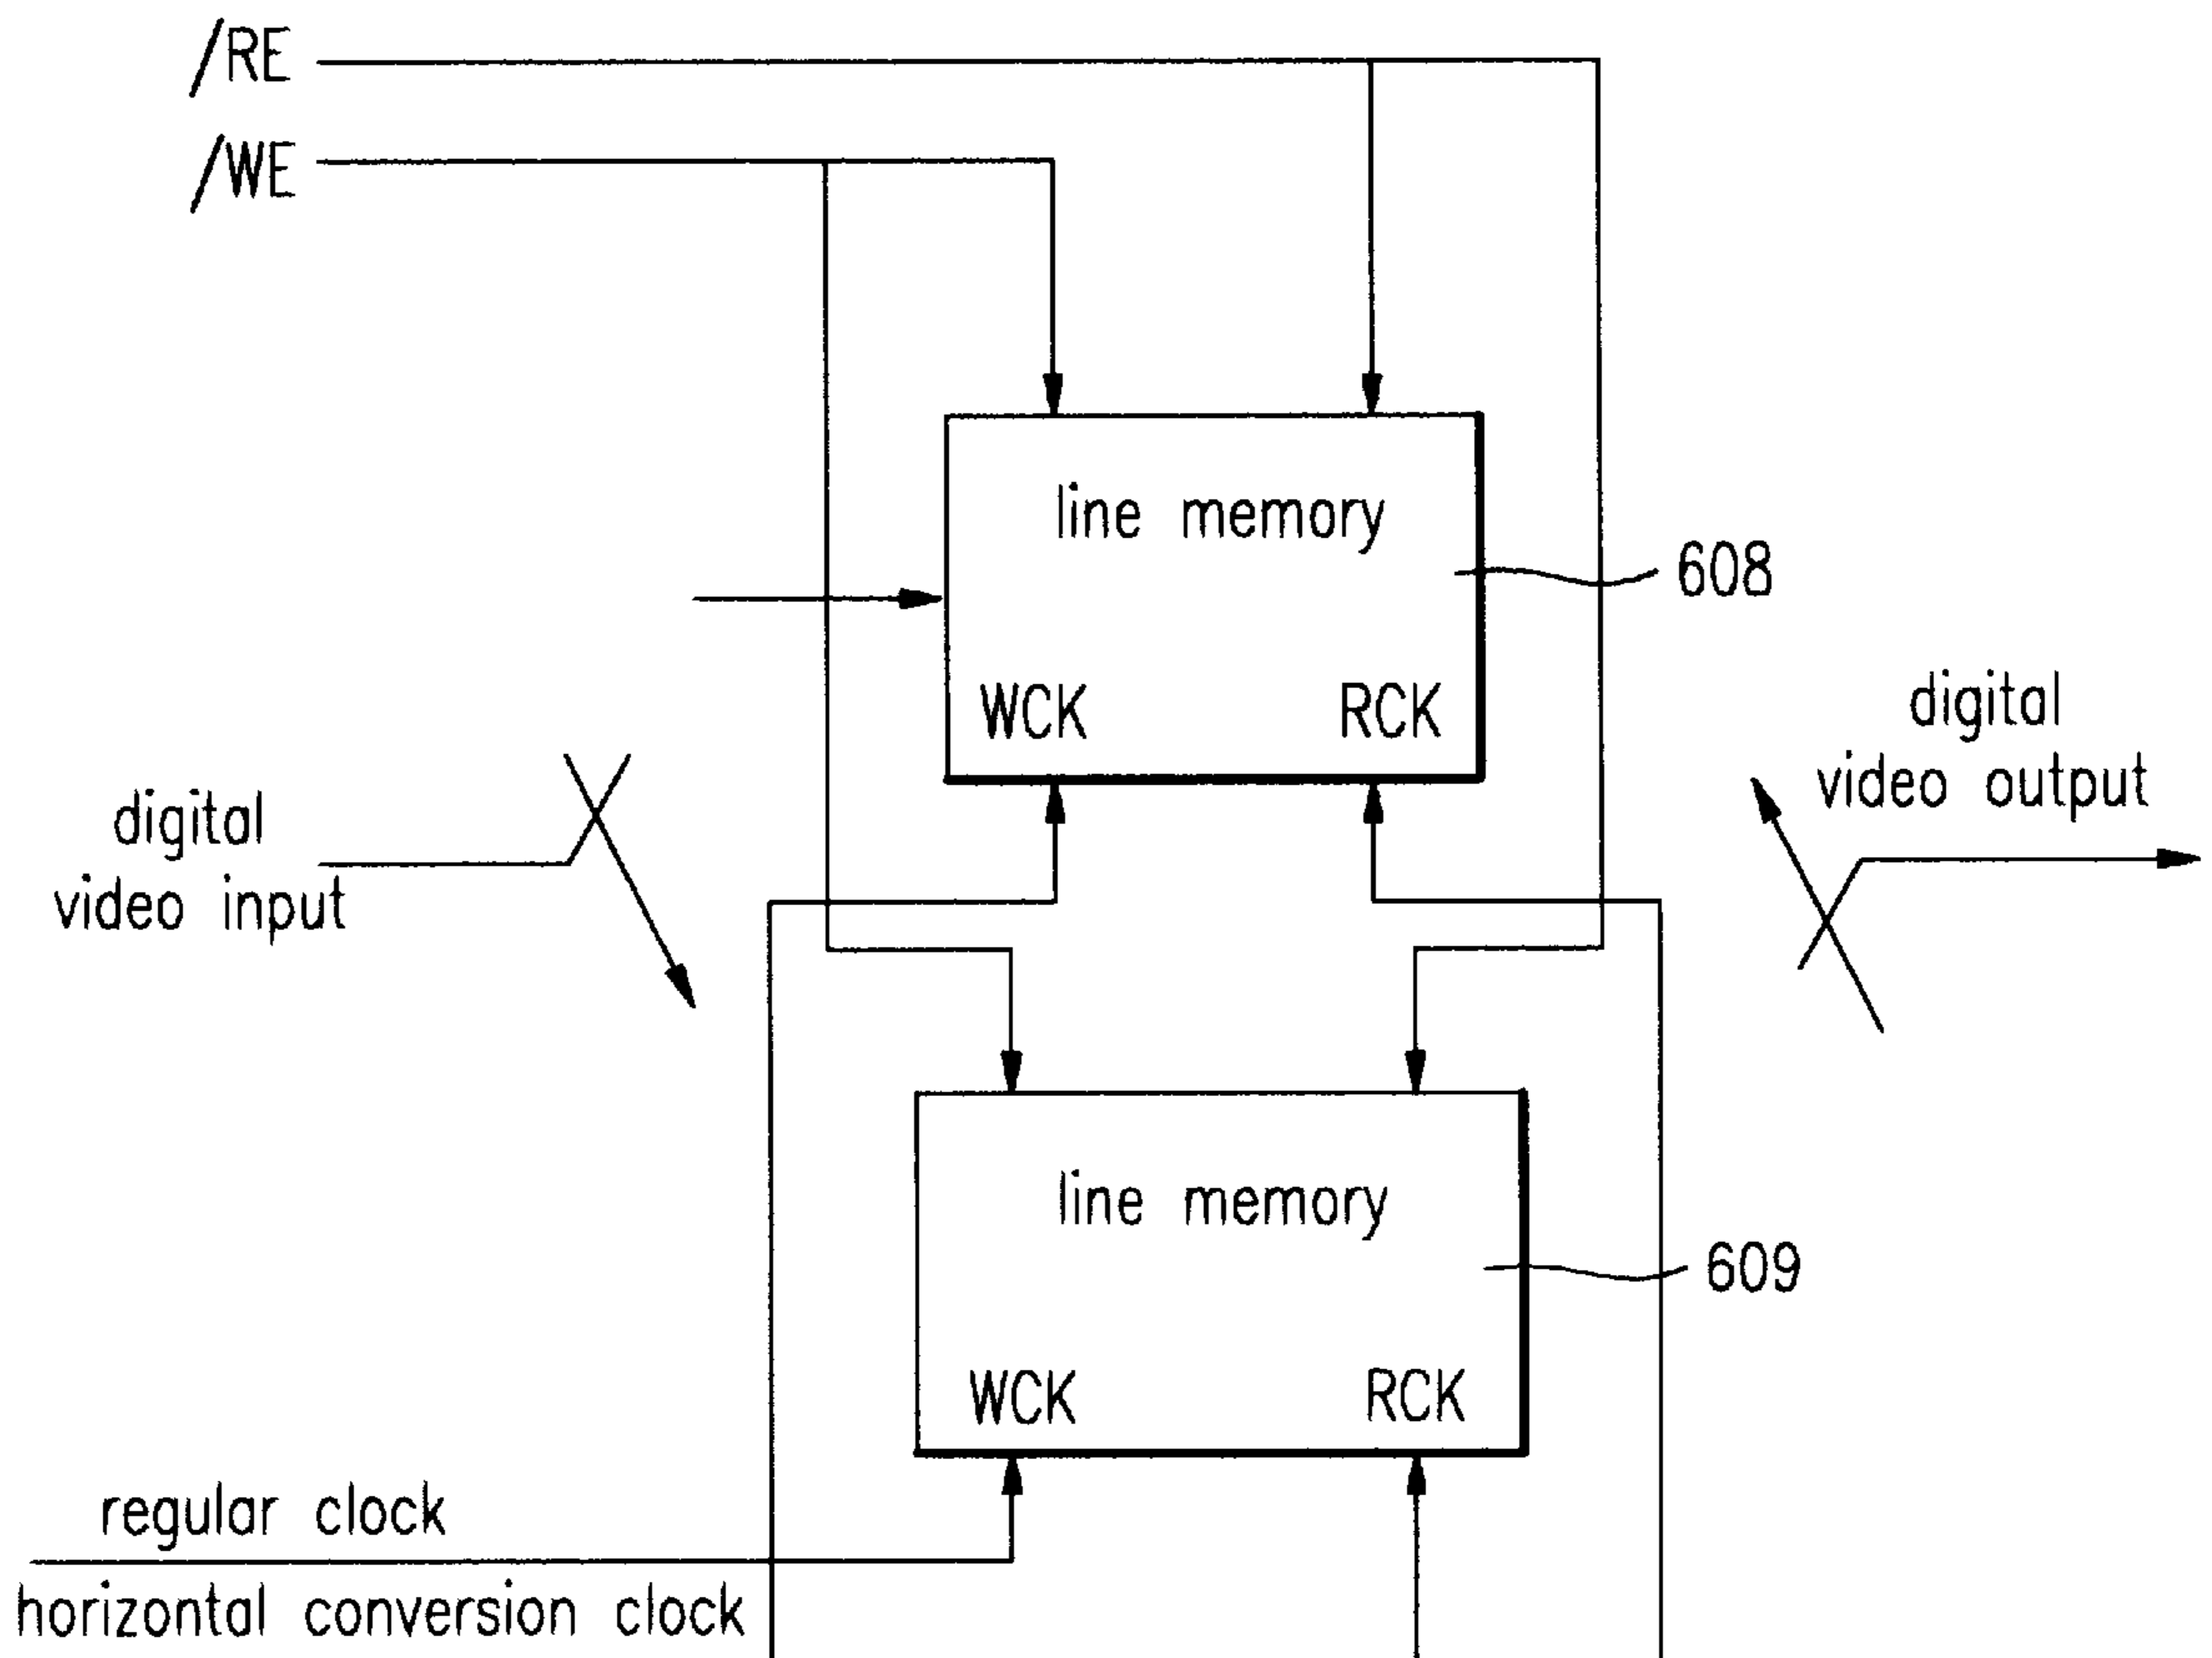 /RE
/WE
line memory
608
WCK RCK
digital
video output
digital
video input
line memory
609
WCK RCK
regular clock
horizontal conversion clock